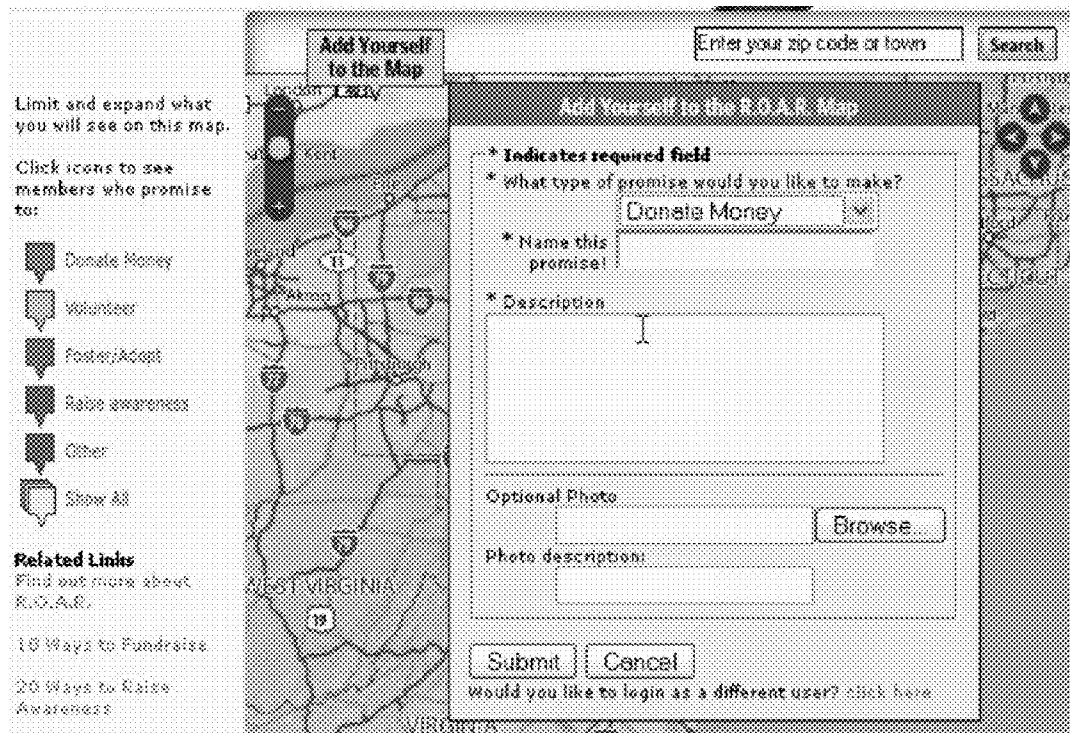 Add Yourself
to the Map
Enter your zip code or town
Search
Limit and expand what
you will see on this map.
Click icons to see
members who promise
to:
Donate Money
Volunteer
Foster/Adopt
Raise awareness
Other
Show All
Related Links
Find out more about
R.O.A.R.
10 Ways to Fundraise
20 Ways to Raise
Awareness
London
Akron
11
WEST VIRGINIA
19
VIRGINIA
Add Yourself to the R.O.A.R. Map
* Indicates required field
* What type of promise would you like to make?
Donate Money
* Name this
promise!
* Description
Optional Photo
Browse...
Photo description:
Submit
Cancel
Would you like to login as a different user? click here